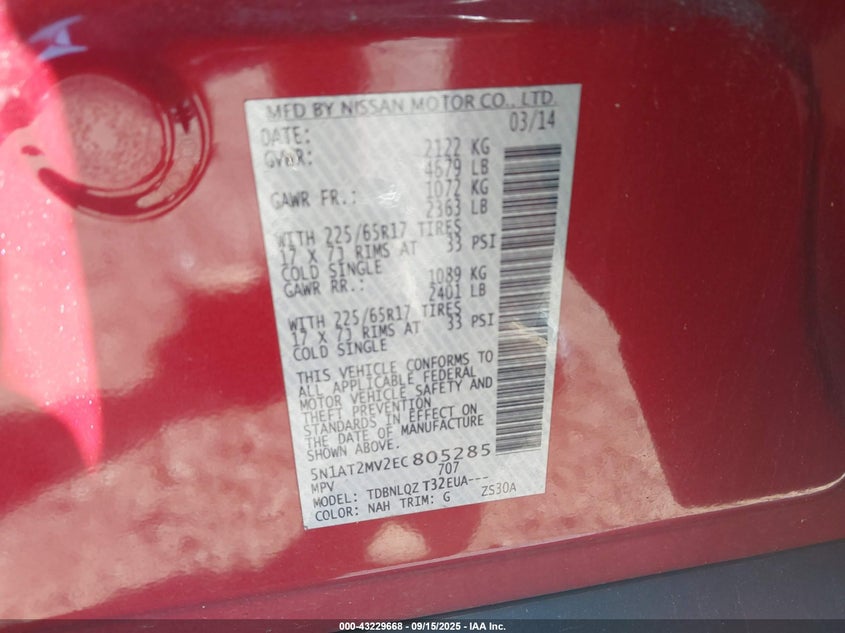 MFD BY NISSAN MOTOR CO., LTD.
DATE: 03/14
GVWR: 2122 KG
4679 LB
GAWR FR.: 1072 KG
2363 LB
WITH 225/65R17 TIRES
17 X 7J RIMS AT 33 PSI
COLD SINGLE
GAWR RR.: 1089 KG
2401 LB
WITH 225/65R17 TIRES
17 X 7J RIMS AT 33 PSI
COLD SINGLE
THIS VEHICLE CONFORMS TO
ALL APPLICABLE FEDERAL
MOTOR VEHICLE SAFETY AND
THEFT PREVENTION
STANDARDS IN EFFECT ON
THE DATE OF MANUFACTURE
SHOWN ABOVE.
5N1AT2MV2EC805285
MPV 707
MODEL: TDBNLQZ T32EUA---
COLOR: NAH TRIM: G ZS30A
000-43229668 - 09/15/2025 - IAA Inc.